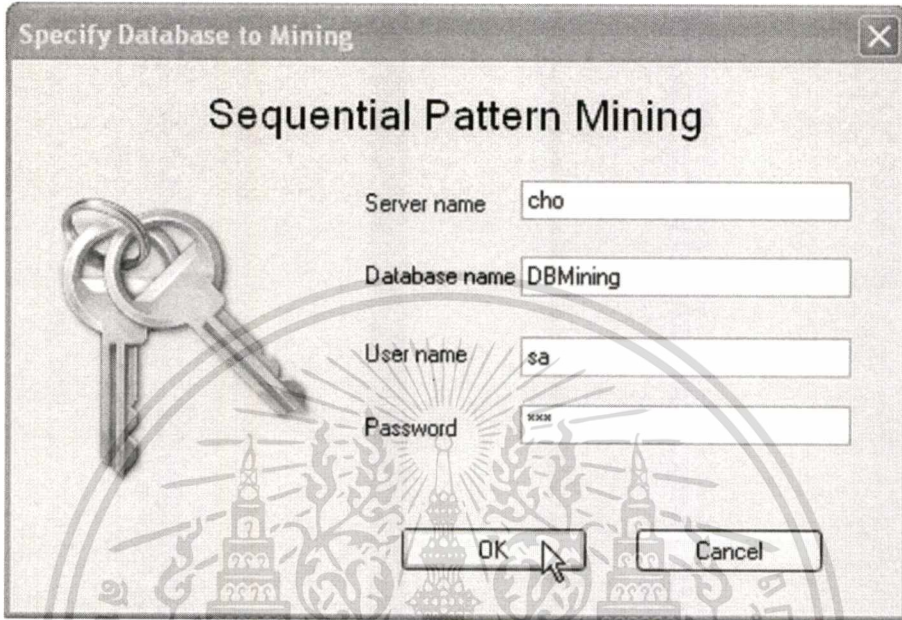 Specify Database to Mining
Sequential Pattern Mining
Server name cho
Database name DBMining
User name sa
Password ***
OK Cancel